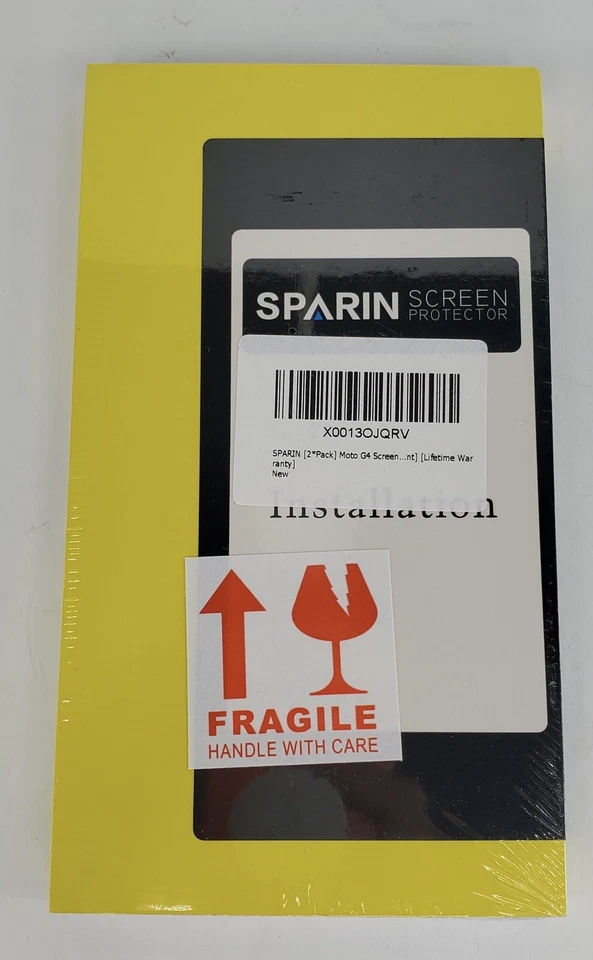 SPARIN SCREEN
PROTECTOR
X0013OJQRV
SPARIN [2*Pack] Moto G4 Screen...nt] [Lifetime War
ranty]
New
Installation
FRAGILE
HANDLE WITH CARE